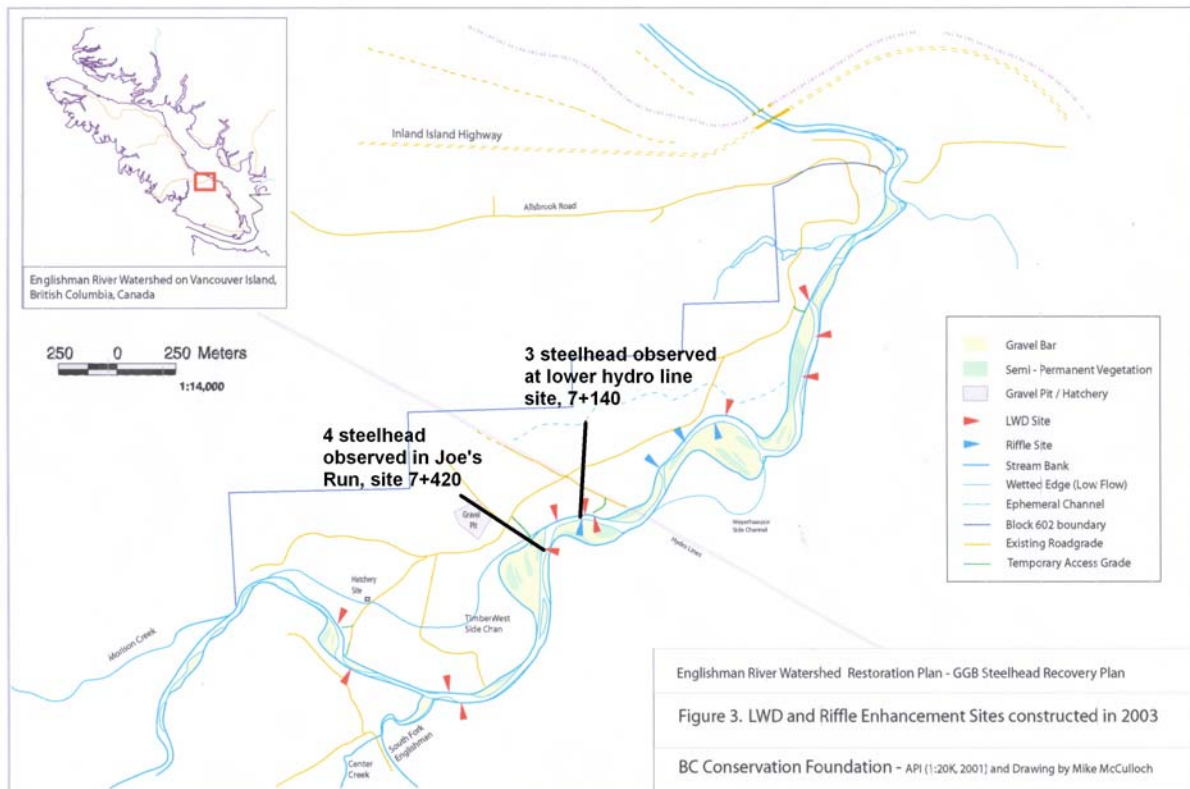 Englishman River Watershed on Vancouver Island,
British Columbia, Canada
Inland Island Highway
Allsbrook Road
250 0 250 Meters
1:14,000
3 steelhead observed
at lower hydro line
site, 7+140
4 steelhead
observed in Joe's
Run, site 7+420
Gravel
Pit
Weyerhaeuser
Side Channel
Hydro Lines
Hatchery
Site
TimberWest
Side Chan
Morison Creek
South Fork
Englishman
Center
Creek
Gravel Bar
Semi - Permanent Vegetation
Gravel Pit / Hatchery
LWD Site
Riffle Site
Stream Bank
Wetted Edge (Low Flow)
Ephemeral Channel
Block 602 boundary
Existing Roadgrade
Temporary Access Grade
Englishman River Watershed Restoration Plan - GGB Steelhead Recovery Plan
Figure 3. LWD and Riffle Enhancement Sites constructed in 2003
BC Conservation Foundation - API (1:20K, 2001) and Drawing by Mike McCulloch